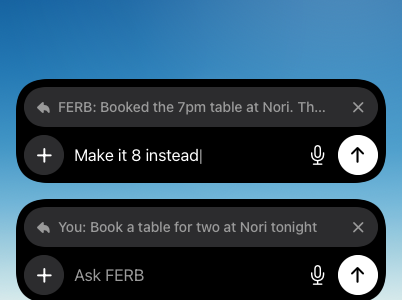 FERB: Booked the 7pm table at Nori. Th...
Make it 8 instead
You: Book a table for two at Nori tonight
Ask FERB